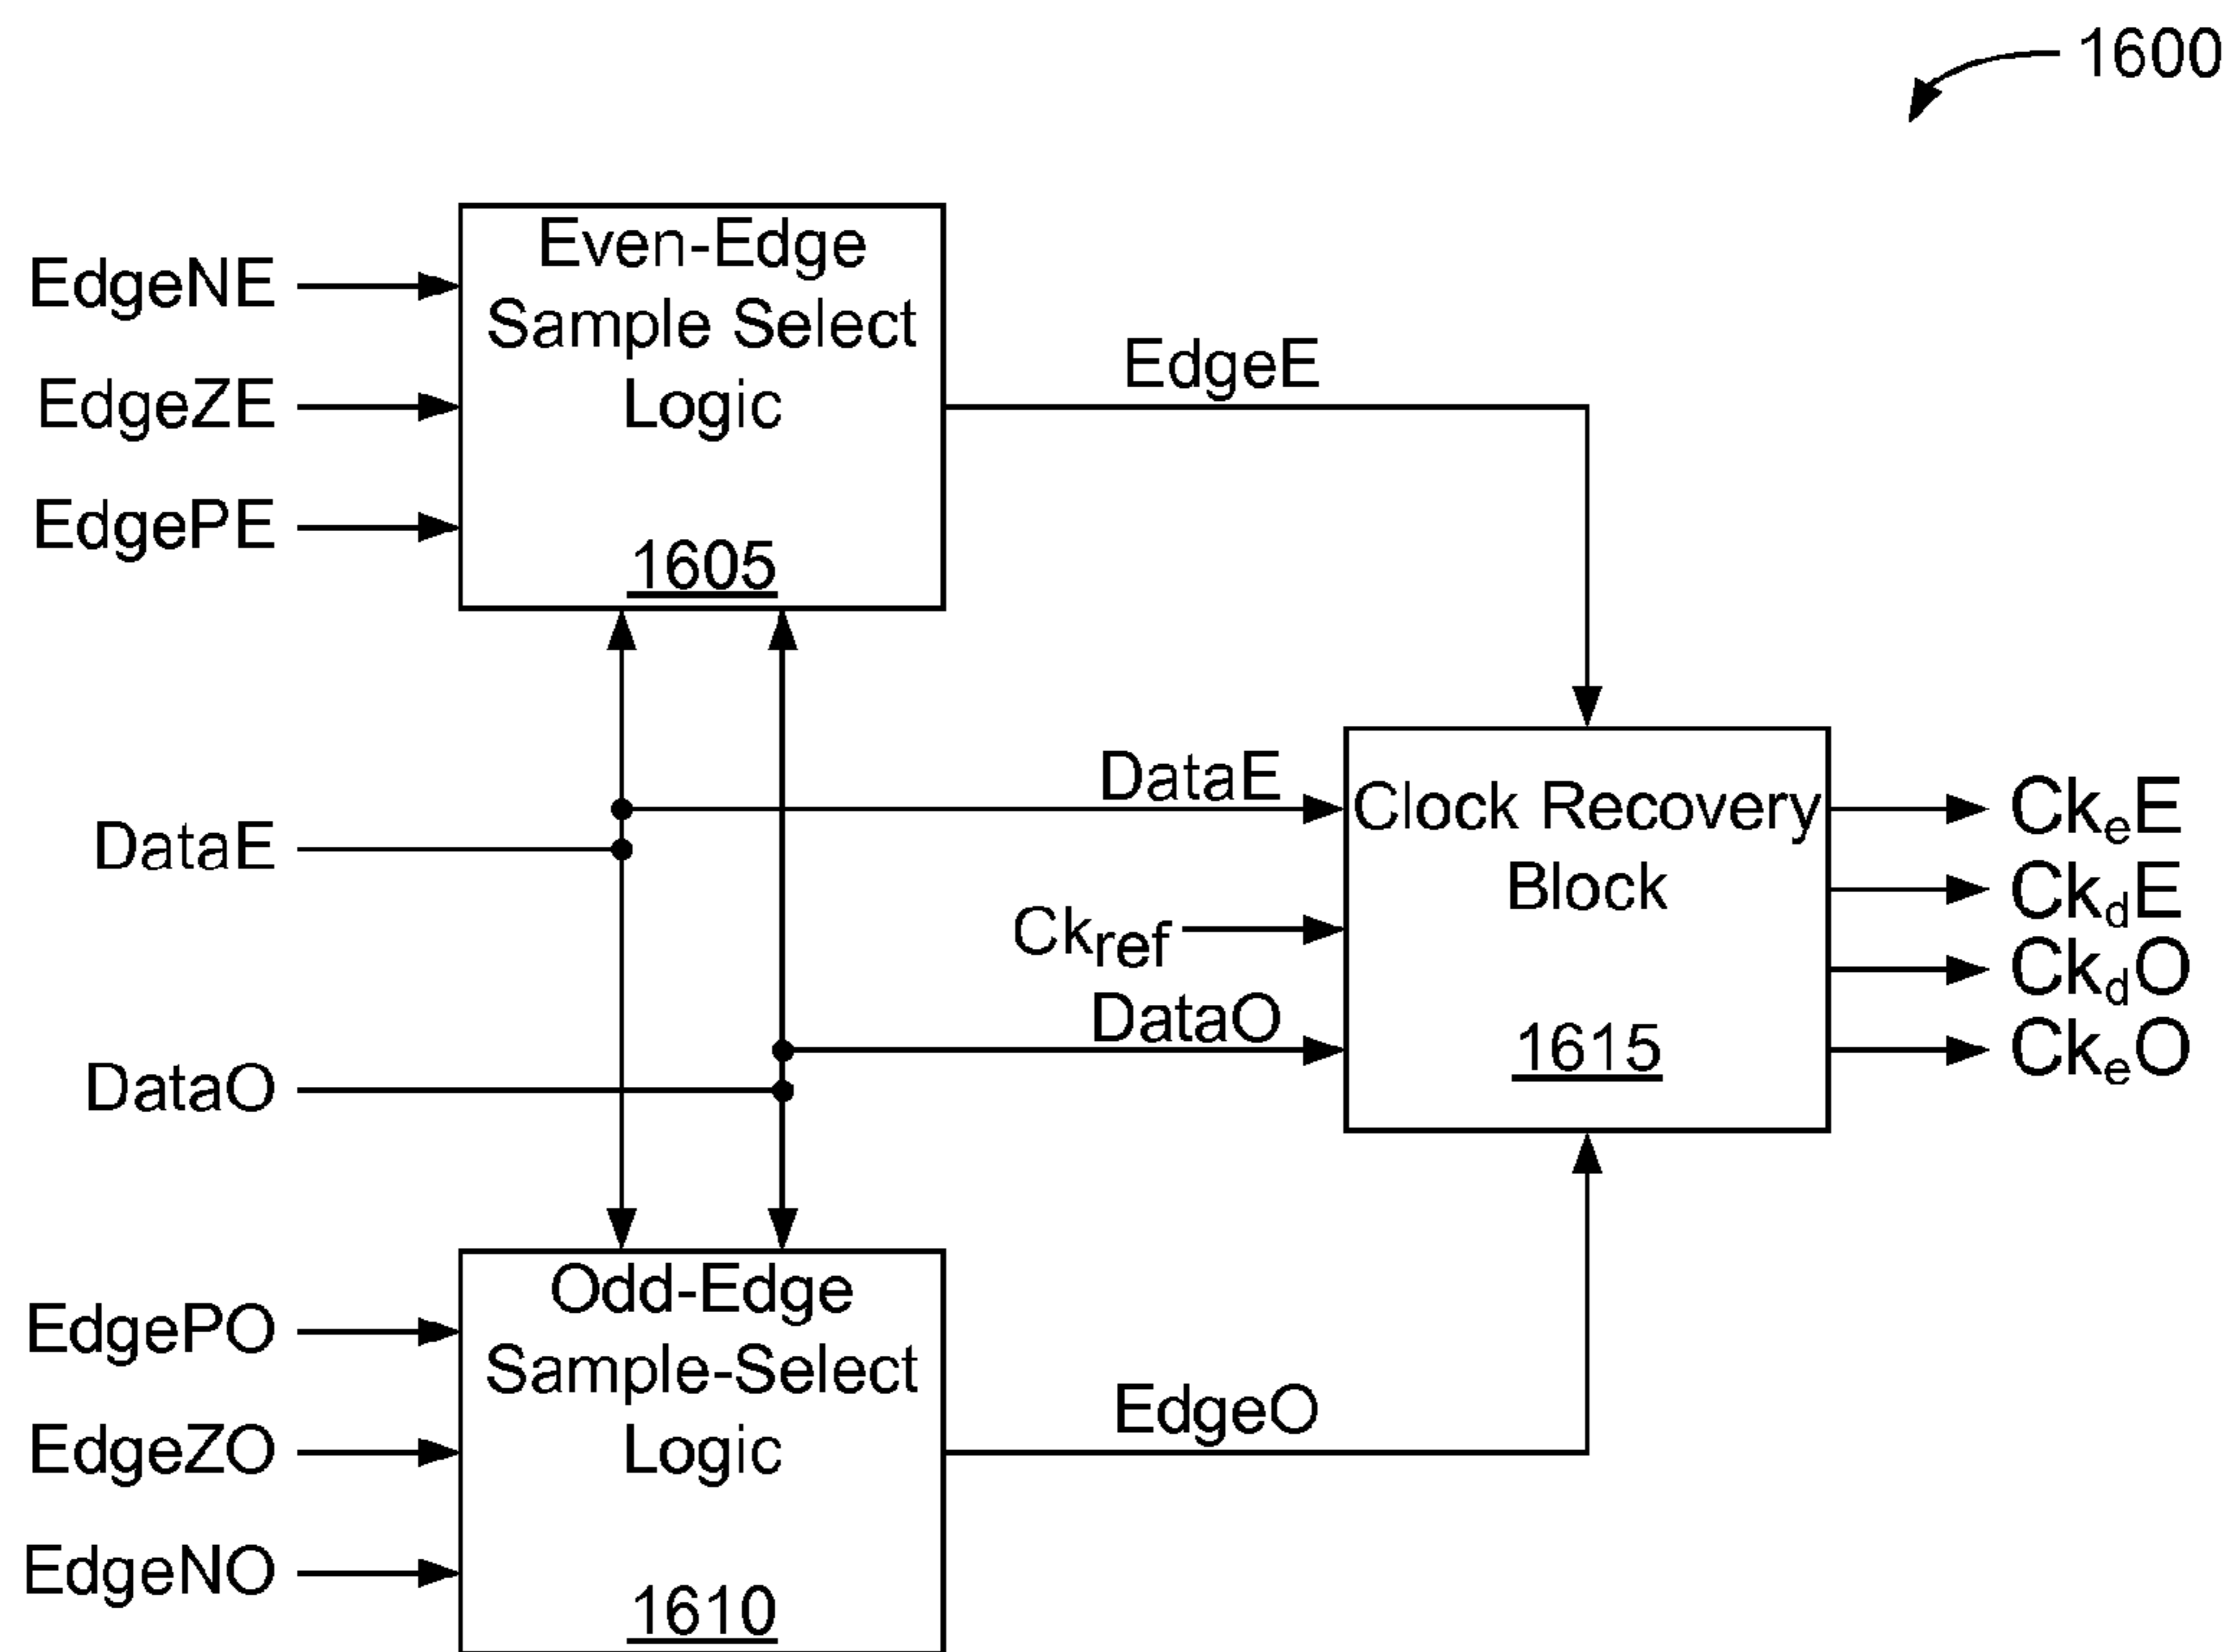 1600
EdgeNE
EdgeZE
EdgePE
Even-Edge
Sample Select
Logic
1605
EdgeE
DataE
DataO
DataE
Ckref
DataO
Clock Recovery
Block
1615
CkeE
CkdE
CkdO
CkeO
EdgePO
EdgeZO
EdgeNO
Odd-Edge
Sample-Select
Logic
1610
EdgeO